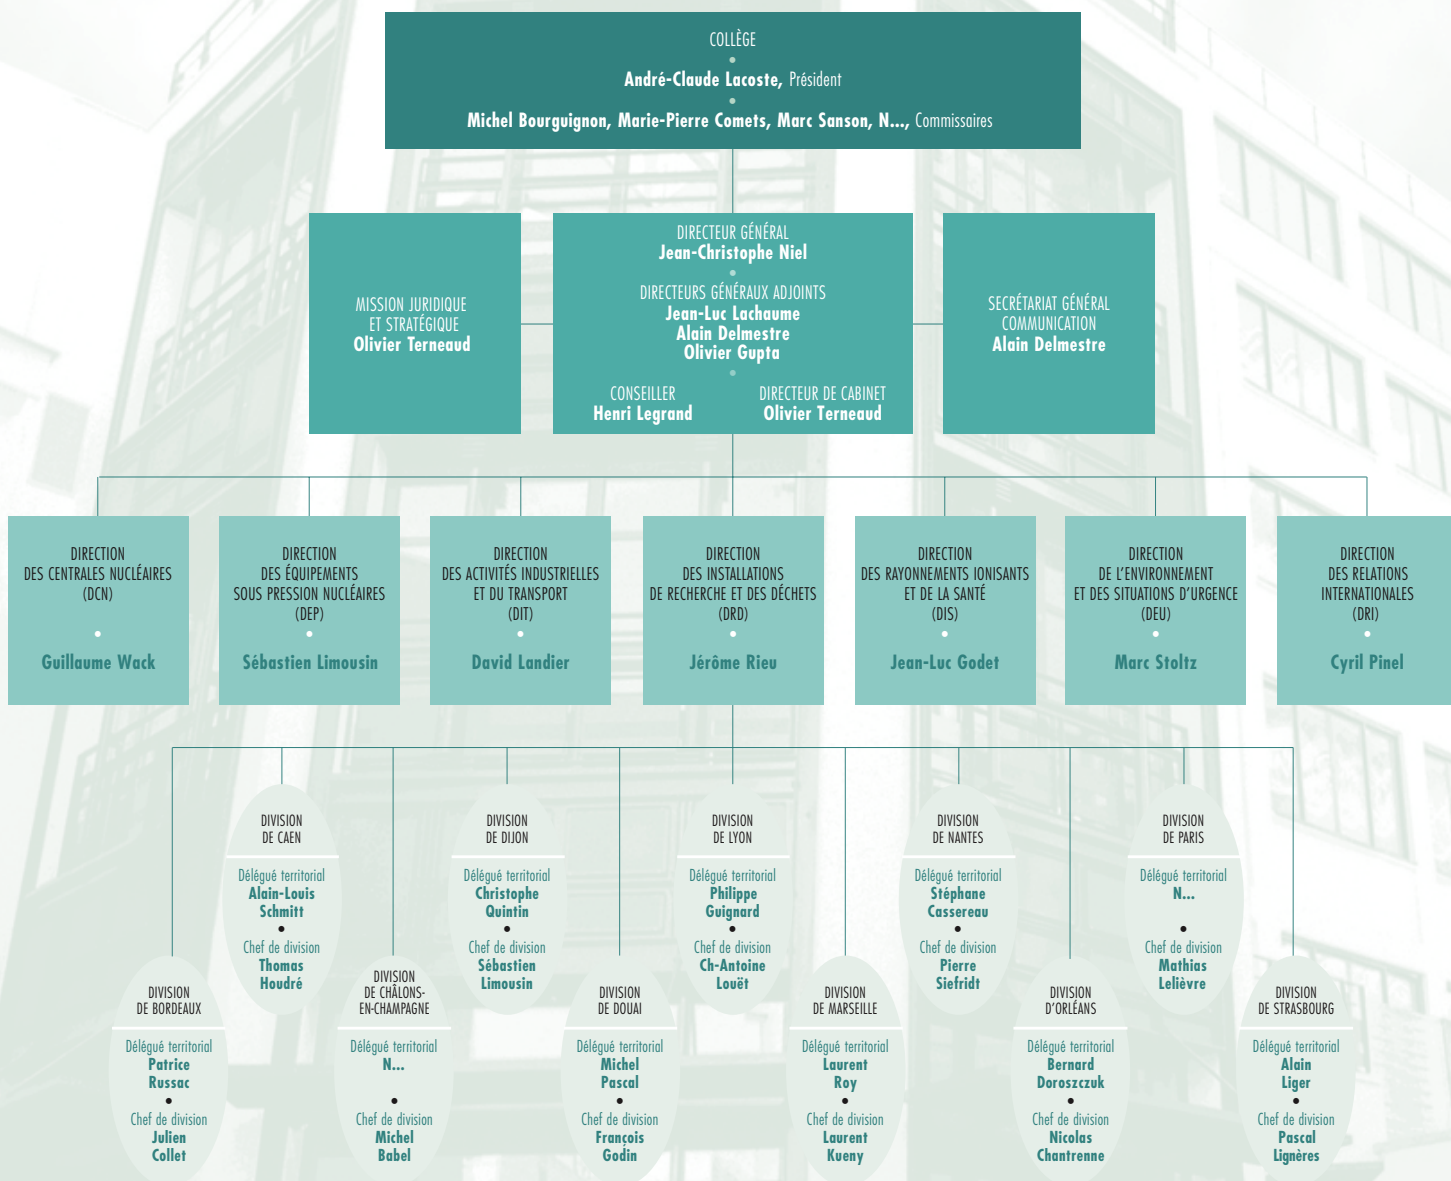 COLLÈGE
André-Claude Lacoste, Président
Michel Bourguignon, Marie-Pierre Comets, Marc Sanson, N..., Commissaires
MISSION JURIDIQUE
ET STRATÉGIQUE
Olivier Terneaud
DIRECTEUR GÉNÉRAL
Jean-Christophe Niel
DIRECTEURS GÉNÉRAUX ADJOINTS
Jean-Luc Lachaume
Alain Delmestre
Olivier Gupta
CONSEILLER
Henri Legrand
DIRECTEUR DE CABINET
Olivier Terneaud
SECRÉTARIAT GÉNÉRAL
COMMUNICATION
Alain Delmestre
DIRECTION
DES CENTRALES NUCLÉAIRES
(DCN)
Guillaume Wack
DIRECTION
DES ÉQUIPEMENTS
SOUS PRESSION NUCLÉAIRES
(DEP)
Sébastien Limousin
DIRECTION
DES ACTIVITÉS INDUSTRIELLES
ET DU TRANSPORT
(DIT)
David Landier
DIRECTION
DES INSTALLATIONS
DE RECHERCHE ET DES DÉCHETS
(DRD)
Jérôme Rieu
DIRECTION
DES RAYONNEMENTS IONISANTS
ET DE LA SANTÉ
(DIS)
Jean-Luc Godet
DIRECTION
DE L'ENVIRONNEMENT
ET DES SITUATIONS D'URGENCE
(DEU)
Marc Stoltz
DIRECTION
DES RELATIONS
INTERNATIONALES
(DRI)
Cyril Pinel
DIVISION
DE BORDEAUX
Délégué territorial
Patrice
Russac
Chef de division
Julien
Collet
DIVISION
DE CAEN
Délégué territorial
Alain-Louis
Schmitt
Chef de division
Thomas
Houdré
DIVISION
DE CHÂLONS-
EN-CHAMPAGNE
Délégué territorial
N...
Chef de division
Michel
Babel
DIVISION
DE DIJON
Délégué territorial
Christophe
Quintin
Chef de division
Sébastien
Limousin
DIVISION
DE DOUAI
Délégué territorial
Michel
Pascal
Chef de division
François
Godin
DIVISION
DE LYON
Délégué territorial
Philippe
Guignard
Chef de division
Ch-Antoine
Louët
DIVISION
DE MARSEILLE
Délégué territorial
Laurent
Roy
Chef de division
Laurent
Kueny
DIVISION
DE NANTES
Délégué territorial
Stéphane
Cassereau
Chef de division
Pierre
Siefridt
DIVISION
D'ORLÉANS
Délégué territorial
Bernard
Doroszczuk
Chef de division
Nicolas
Chantrenne
DIVISION
DE PARIS
Délégué territorial
N...
Chef de division
Mathias
Lelièvre
DIVISION
DE STRASBOURG
Délégué territorial
Alain
Liger
Chef de division
Pascal
Lignères